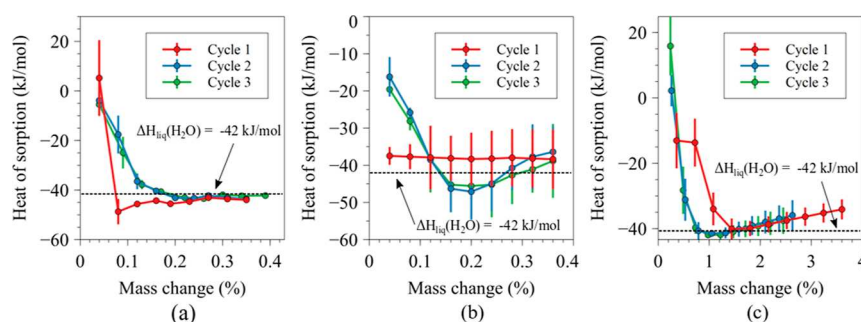 Heat of sorption (kJ/mol)
20
0
−20
−40
−60
0.0
0.1
0.2
0.3
0.4
Mass change (%)
Cycle 1
Cycle 2
Cycle 3
ΔHliq(H2O) = -42 kJ/mol
(a)
Heat of sorption (kJ/mol)
0
−10
−20
−30
−40
−50
−60
0.0
0.1
0.2
0.3
0.4
Mass change (%)
Cycle 1
Cycle 2
Cycle 3
ΔHliq(H2O) = -42 kJ/mol
(b)
Heat of sorption (kJ/mol)
20
0
−20
−40
0
1
2
3
4
Mass change (%)
Cycle 1
Cycle 2
Cycle 3
ΔHliq(H2O) = -42 kJ/mol
(c)